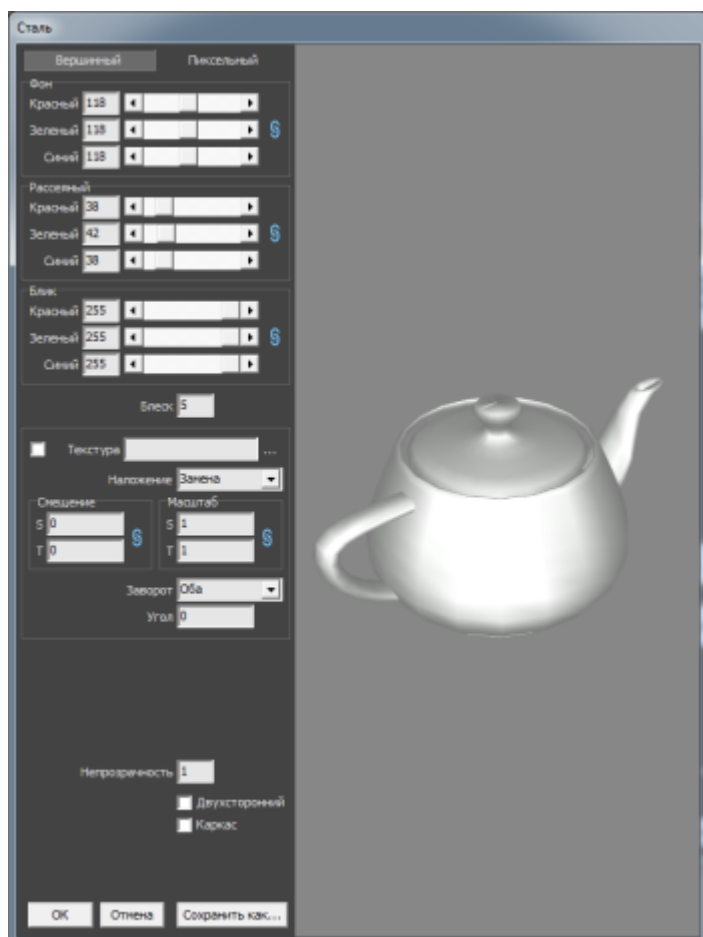 Сталь
Вершинный Пиксельный
Фон
Красный 118
Зеленый 118
Синий 118
Рассеяный
Красный 38
Зеленый 42
Синий 38
Блик
Красный 255
Зеленый 255
Синий 255
Блеск 5
Текстура ...
Наложение Замена
Смещение Масштаб
S 0 S 1
T 0 T 1
Заворот Оба
Угол 0
Непрозрачность 1
Двухсторонний
Каркас
OK Отмена Сохранить как...